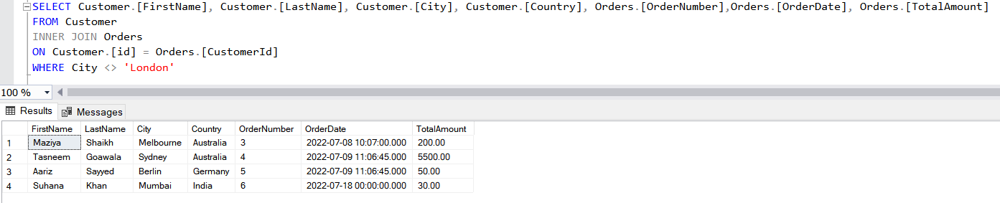 SELECT Customer.[FirstName], Customer.[LastName], Customer.[City], Customer.[Country], Orders.[OrderNumber],Orders.[OrderDate], Orders.[TotalAmount]
FROM Customer
INNER JOIN Orders
ON Customer.[id] = Orders.[CustomerId]
WHERE City <> 'London'
100 %
Results Messages
FirstName LastName City Country OrderNumber OrderDate TotalAmount
1 Maziya Shaikh Melbourne Australia 3 2022-07-08 10:07:00.000 200.00
2 Tasneem Goawala Sydney Australia 4 2022-07-09 11:06:45.000 5500.00
3 Aariz Sayyed Berlin Germany 5 2022-07-09 11:06:45.000 50.00
4 Suhana Khan Mumbai India 6 2022-07-18 00:00:00.000 30.00